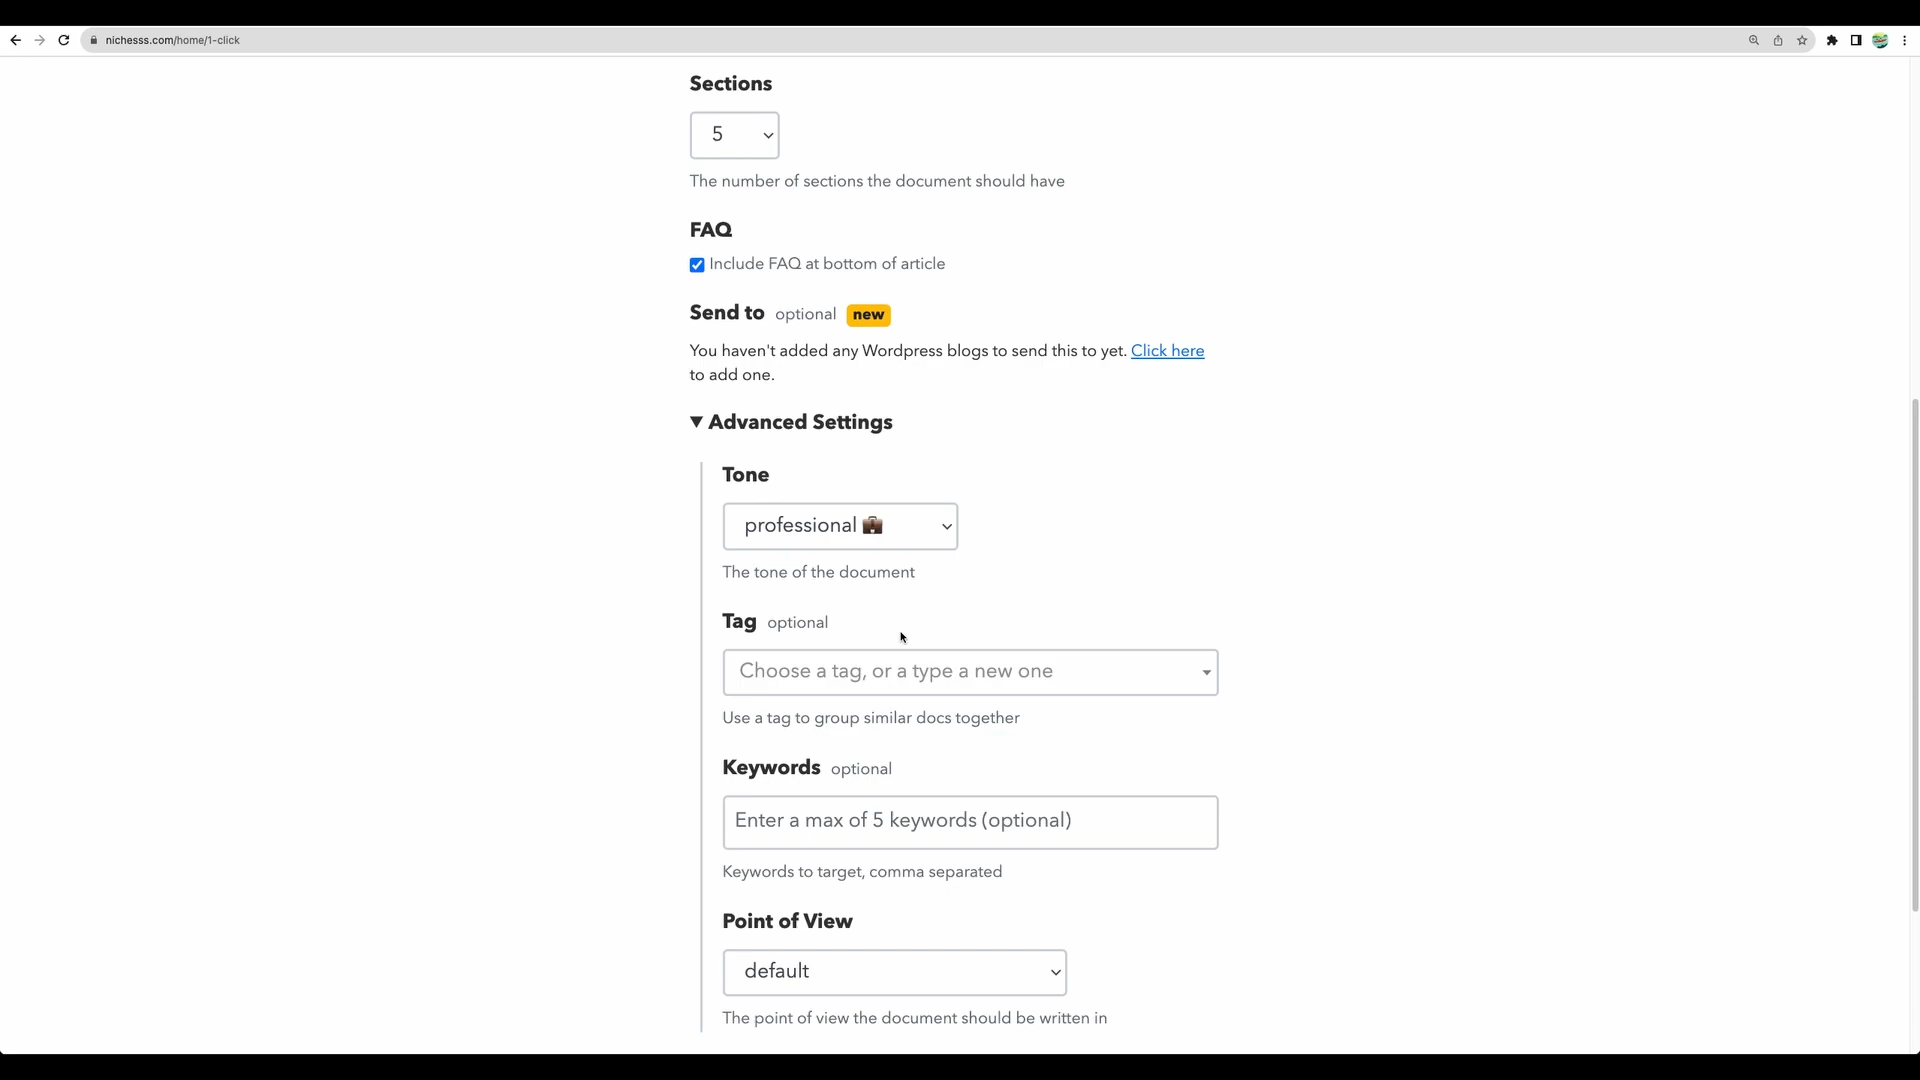 nichesss.com/home/1-click
Sections
5
The number of sections the document should have
FAQ
Include FAQ at bottom of article
Send to optional new
You haven't added any Wordpress blogs to send this to yet. Click here
to add one.
Advanced Settings
Tone
professional
The tone of the document
Tag optional
Choose a tag, or a type a new one
Use a tag to group similar docs together
Keywords optional
Enter a max of 5 keywords (optional)
Keywords to target, comma separated
Point of View
default
The point of view the document should be written in